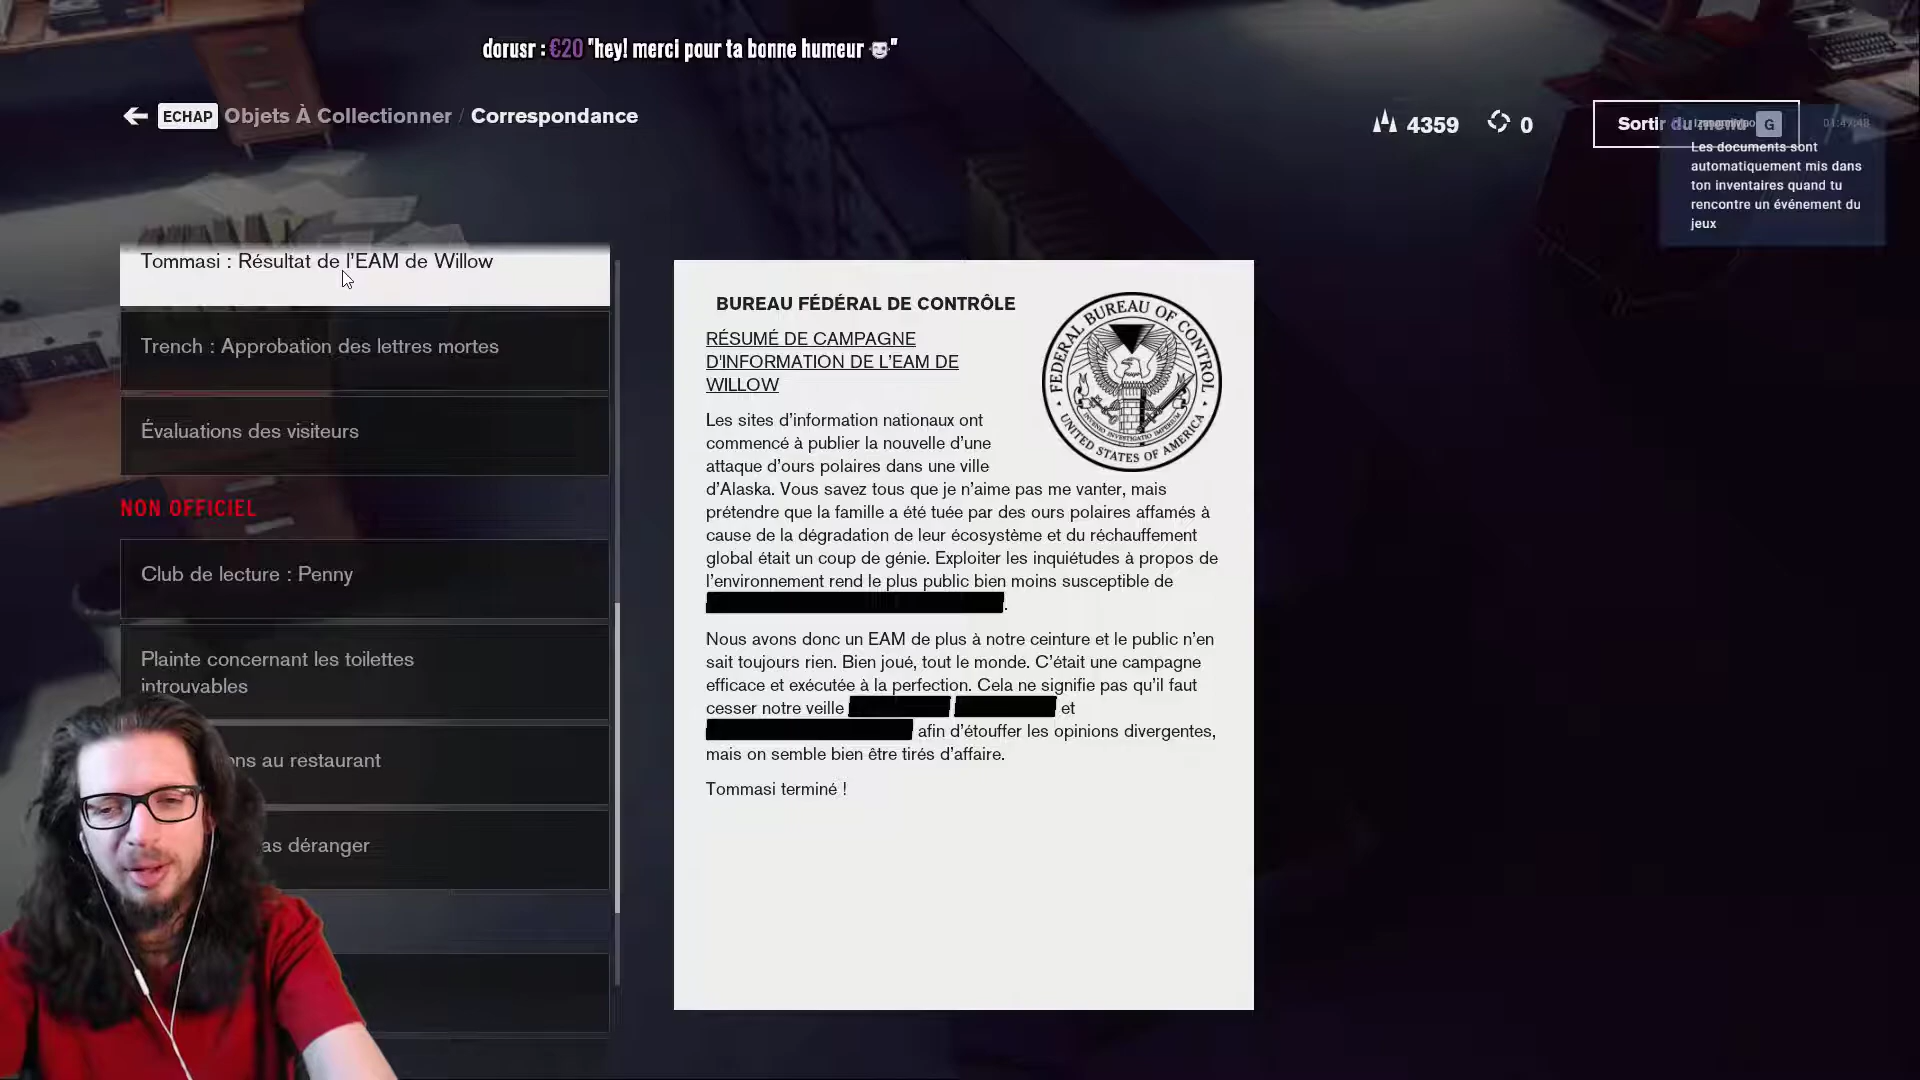 dorusr : €20 "hey! merci pour ta bonne humeur "
ECHAP Objets À Collectionner / Correspondance
4359 0
Sortir du menu G
01:47:48
Les documents sont
automatiquement mis dans
ton inventaires quand tu
rencontre un événement du
jeux
Tommasi : Résultat de l'EAM de Willow
Trench : Approbation des lettres mortes
Évaluations des visiteurs
NON OFFICIEL
Club de lecture : Penny
Plainte concernant les toilettes
introuvables
ons au restaurant
as déranger
BUREAU FÉDÉRAL DE CONTRÔLE
RÉSUMÉ DE CAMPAGNE
D'INFORMATION DE L'EAM DE
WILLOW
FEDERAL BUREAU OF CONTROL
INVENIO INVESTIGATIO IMPERIUM
UNITED STATES OF AMERICA
Les sites d'information nationaux ont
commencé à publier la nouvelle d'une
attaque d'ours polaires dans une ville
d'Alaska. Vous savez tous que je n'aime pas me vanter, mais
prétendre que la famille a été tuée par des ours polaires affamés à
cause de la dégradation de leur écosystème et du réchauffement
global était un coup de génie. Exploiter les inquiétudes à propos de
l'environnement rend le plus public bien moins susceptible de
.
Nous avons donc un EAM de plus à notre ceinture et le public n'en
sait toujours rien. Bien joué, tout le monde. C'était une campagne
efficace et exécutée à la perfection. Cela ne signifie pas qu'il faut
cesser notre veille et
afin d'étouffer les opinions divergentes,
mais on semble bien être tirés d'affaire.
Tommasi terminé !